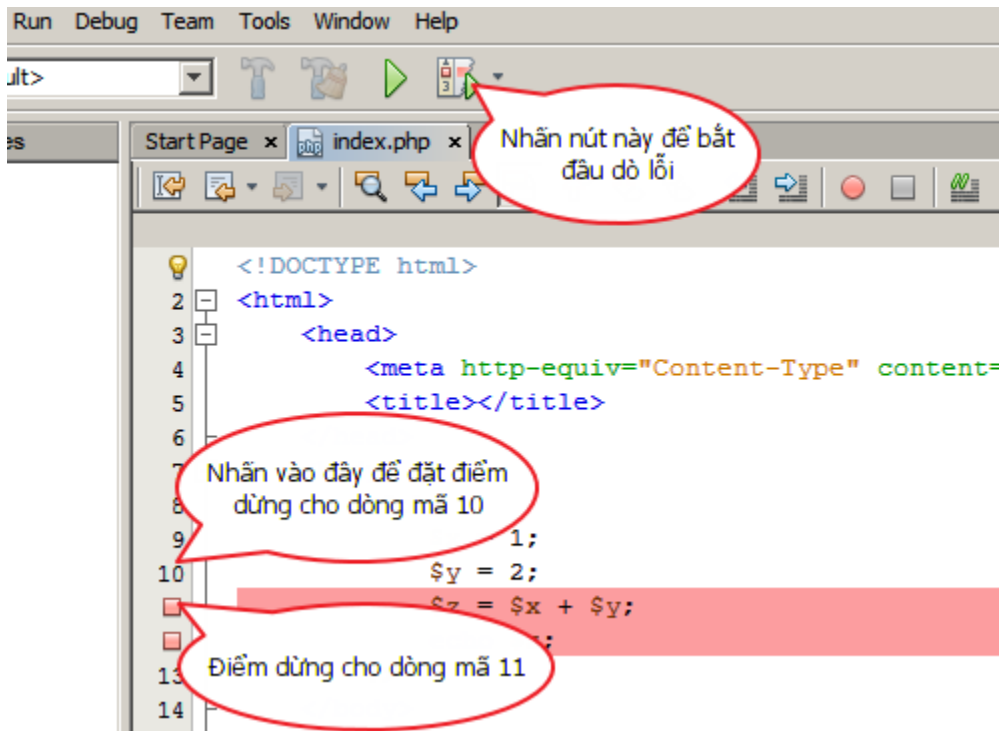 Run Debug Team Tools Window Help
ult>
es
Start Page x index.php x
Nhấn nút này để bắt
đâu dò lỗi
<!DOCTYPE html>
2 <html>
3 <head>
4 <meta http-equiv="Content-Type" content=
5 <title></title>
6
7
Nhấn vào đây để đặt điểm
8
dừng cho dòng mã 10
9 1;
10 $y = 2;
$z = $x + $y;
;
Điểm dừng cho dòng mã 11
13
14